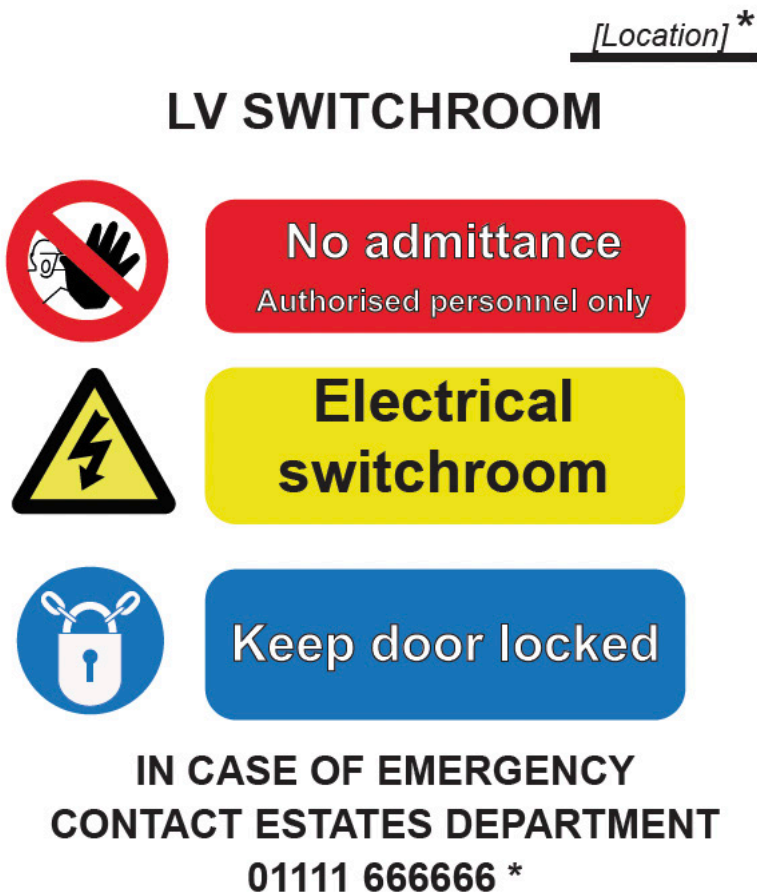 [Location] *
LV SWITCHROOM
No admittance
Authorised personnel only
Electrical
switchroom
Keep door locked
IN CASE OF EMERGENCY
CONTACT ESTATES DEPARTMENT
01111 666666 *